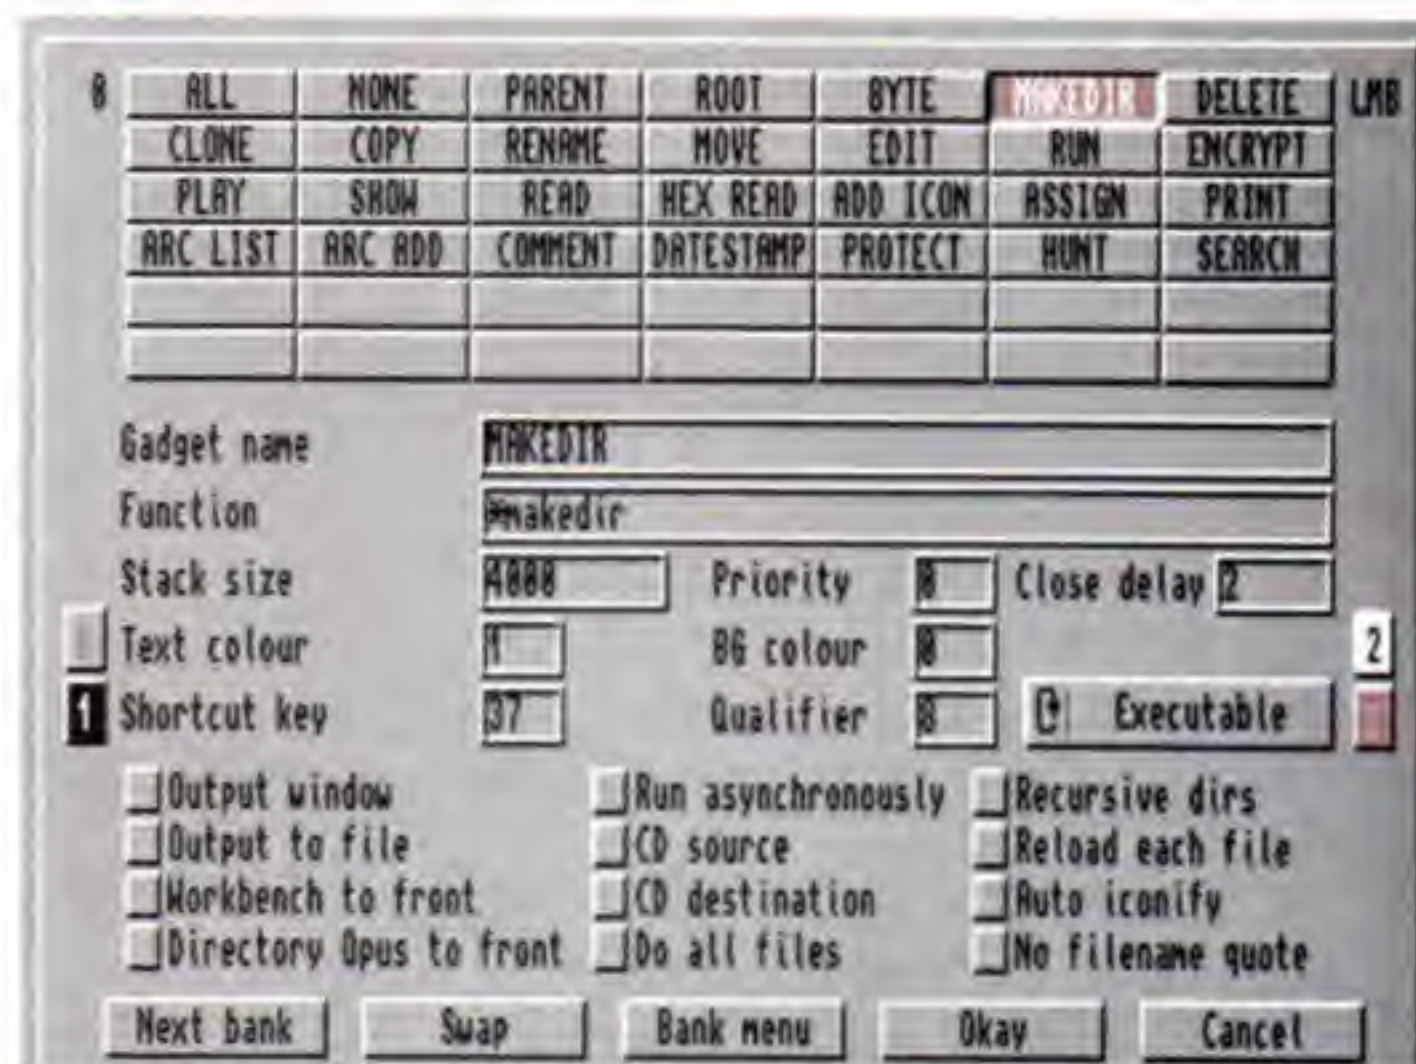 0 ALL NONE PARENT ROOT BYTE MAKEDIR DELETE LMB
CLONE COPY RENAME MOVE EDIT RUN ENCRYPT
PLAY SHOW READ HEX READ ADD ICON ASSIGN PRINT
ARC LIST ARC ADD COMMENT DATESTAMP PROTECT HUNT SEARCH
Gadget name MAKEDIR
Function *makedir
Stack size 4000 Priority 0 Close delay 2
Text colour 1 BG colour 0 2
1 Shortcut key 37 Qualifier 0 Executable
Output window Run asynchronously Recursive dirs
Output to file CD source Reload each file
Workbench to front CD destination Auto iconify
Directory Opus to front Do all files No filename quote
Next bank Swap Bank menu Okay Cancel